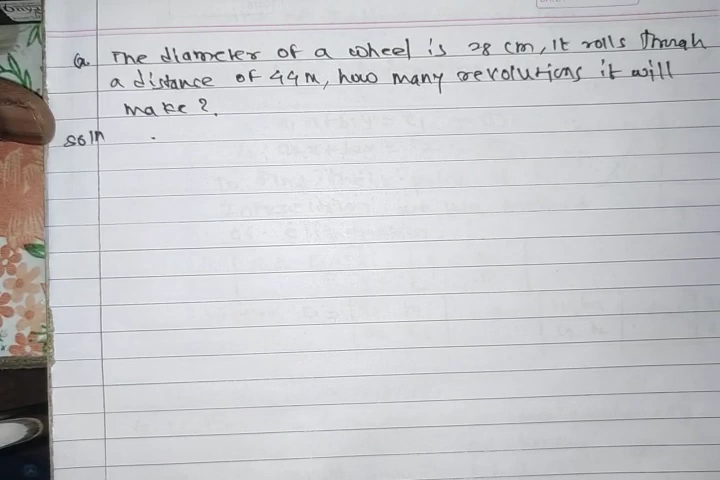 Q The diameter of a wheel is 28 cm, it rolls through
a distance of 44 m, how many revolutions it will
make?.
soln